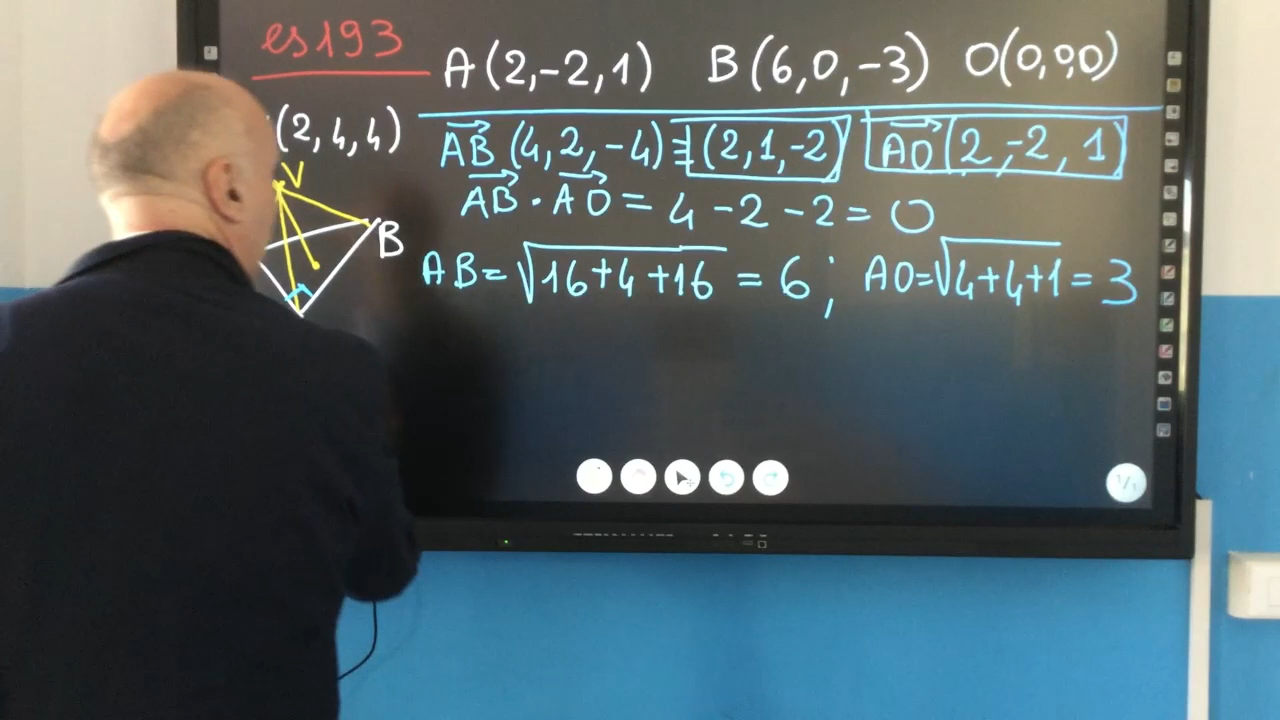 es 193
A(2,-2,1) B(6,0,-3) O(0,0,0)
(2,4,4)
AB (4,2,-4) ≡ (2,1,-2) AO (2,-2,1)
AB · AO = 4 - 2 - 2 = 0
V
B
AB = √16+4+16 = 6 ; AO = √4+4+1 = 3